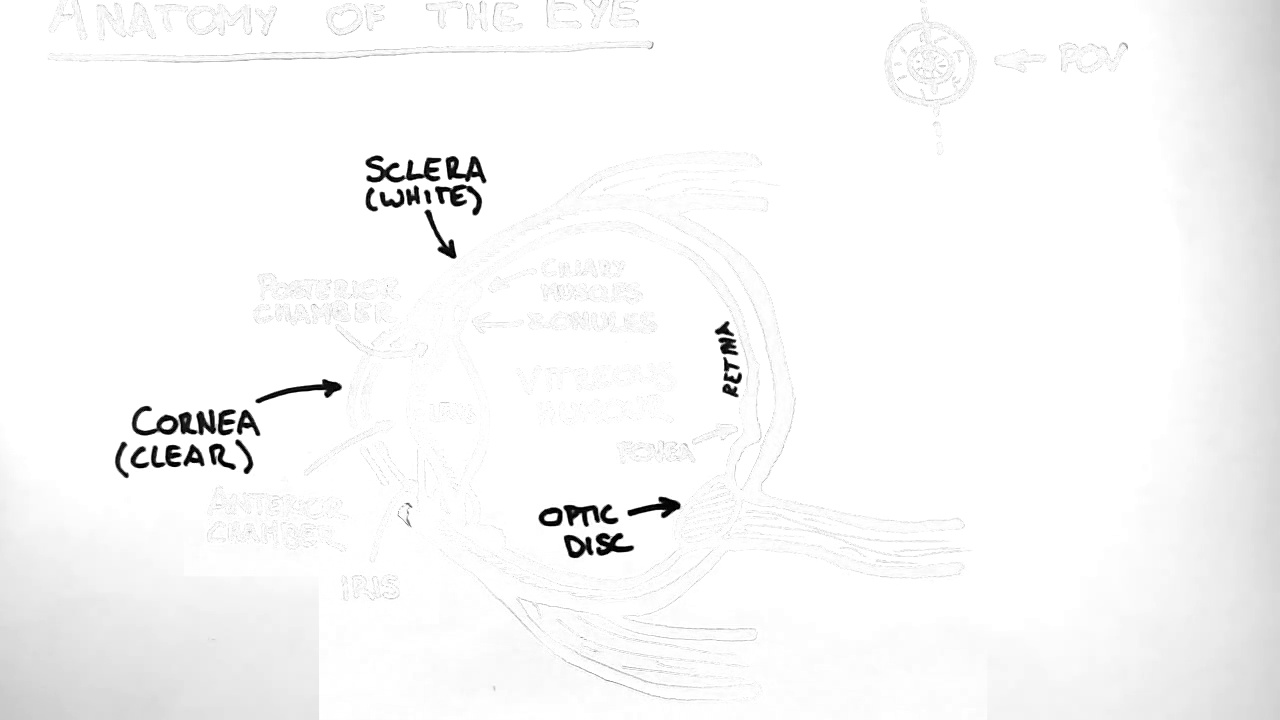 ANATOMY OF THE EYE
POV
SCLERA
(WHITE)
POSTERIOR
CHAMBER
CILIARY
MUSCLES
ZONULES
RETINA
CORNEA
(CLEAR)
LENS
VITREOUS
HUMOUR
FOVEA
ANTERIOR
CHAMBER
OPTIC
DISC
IRIS